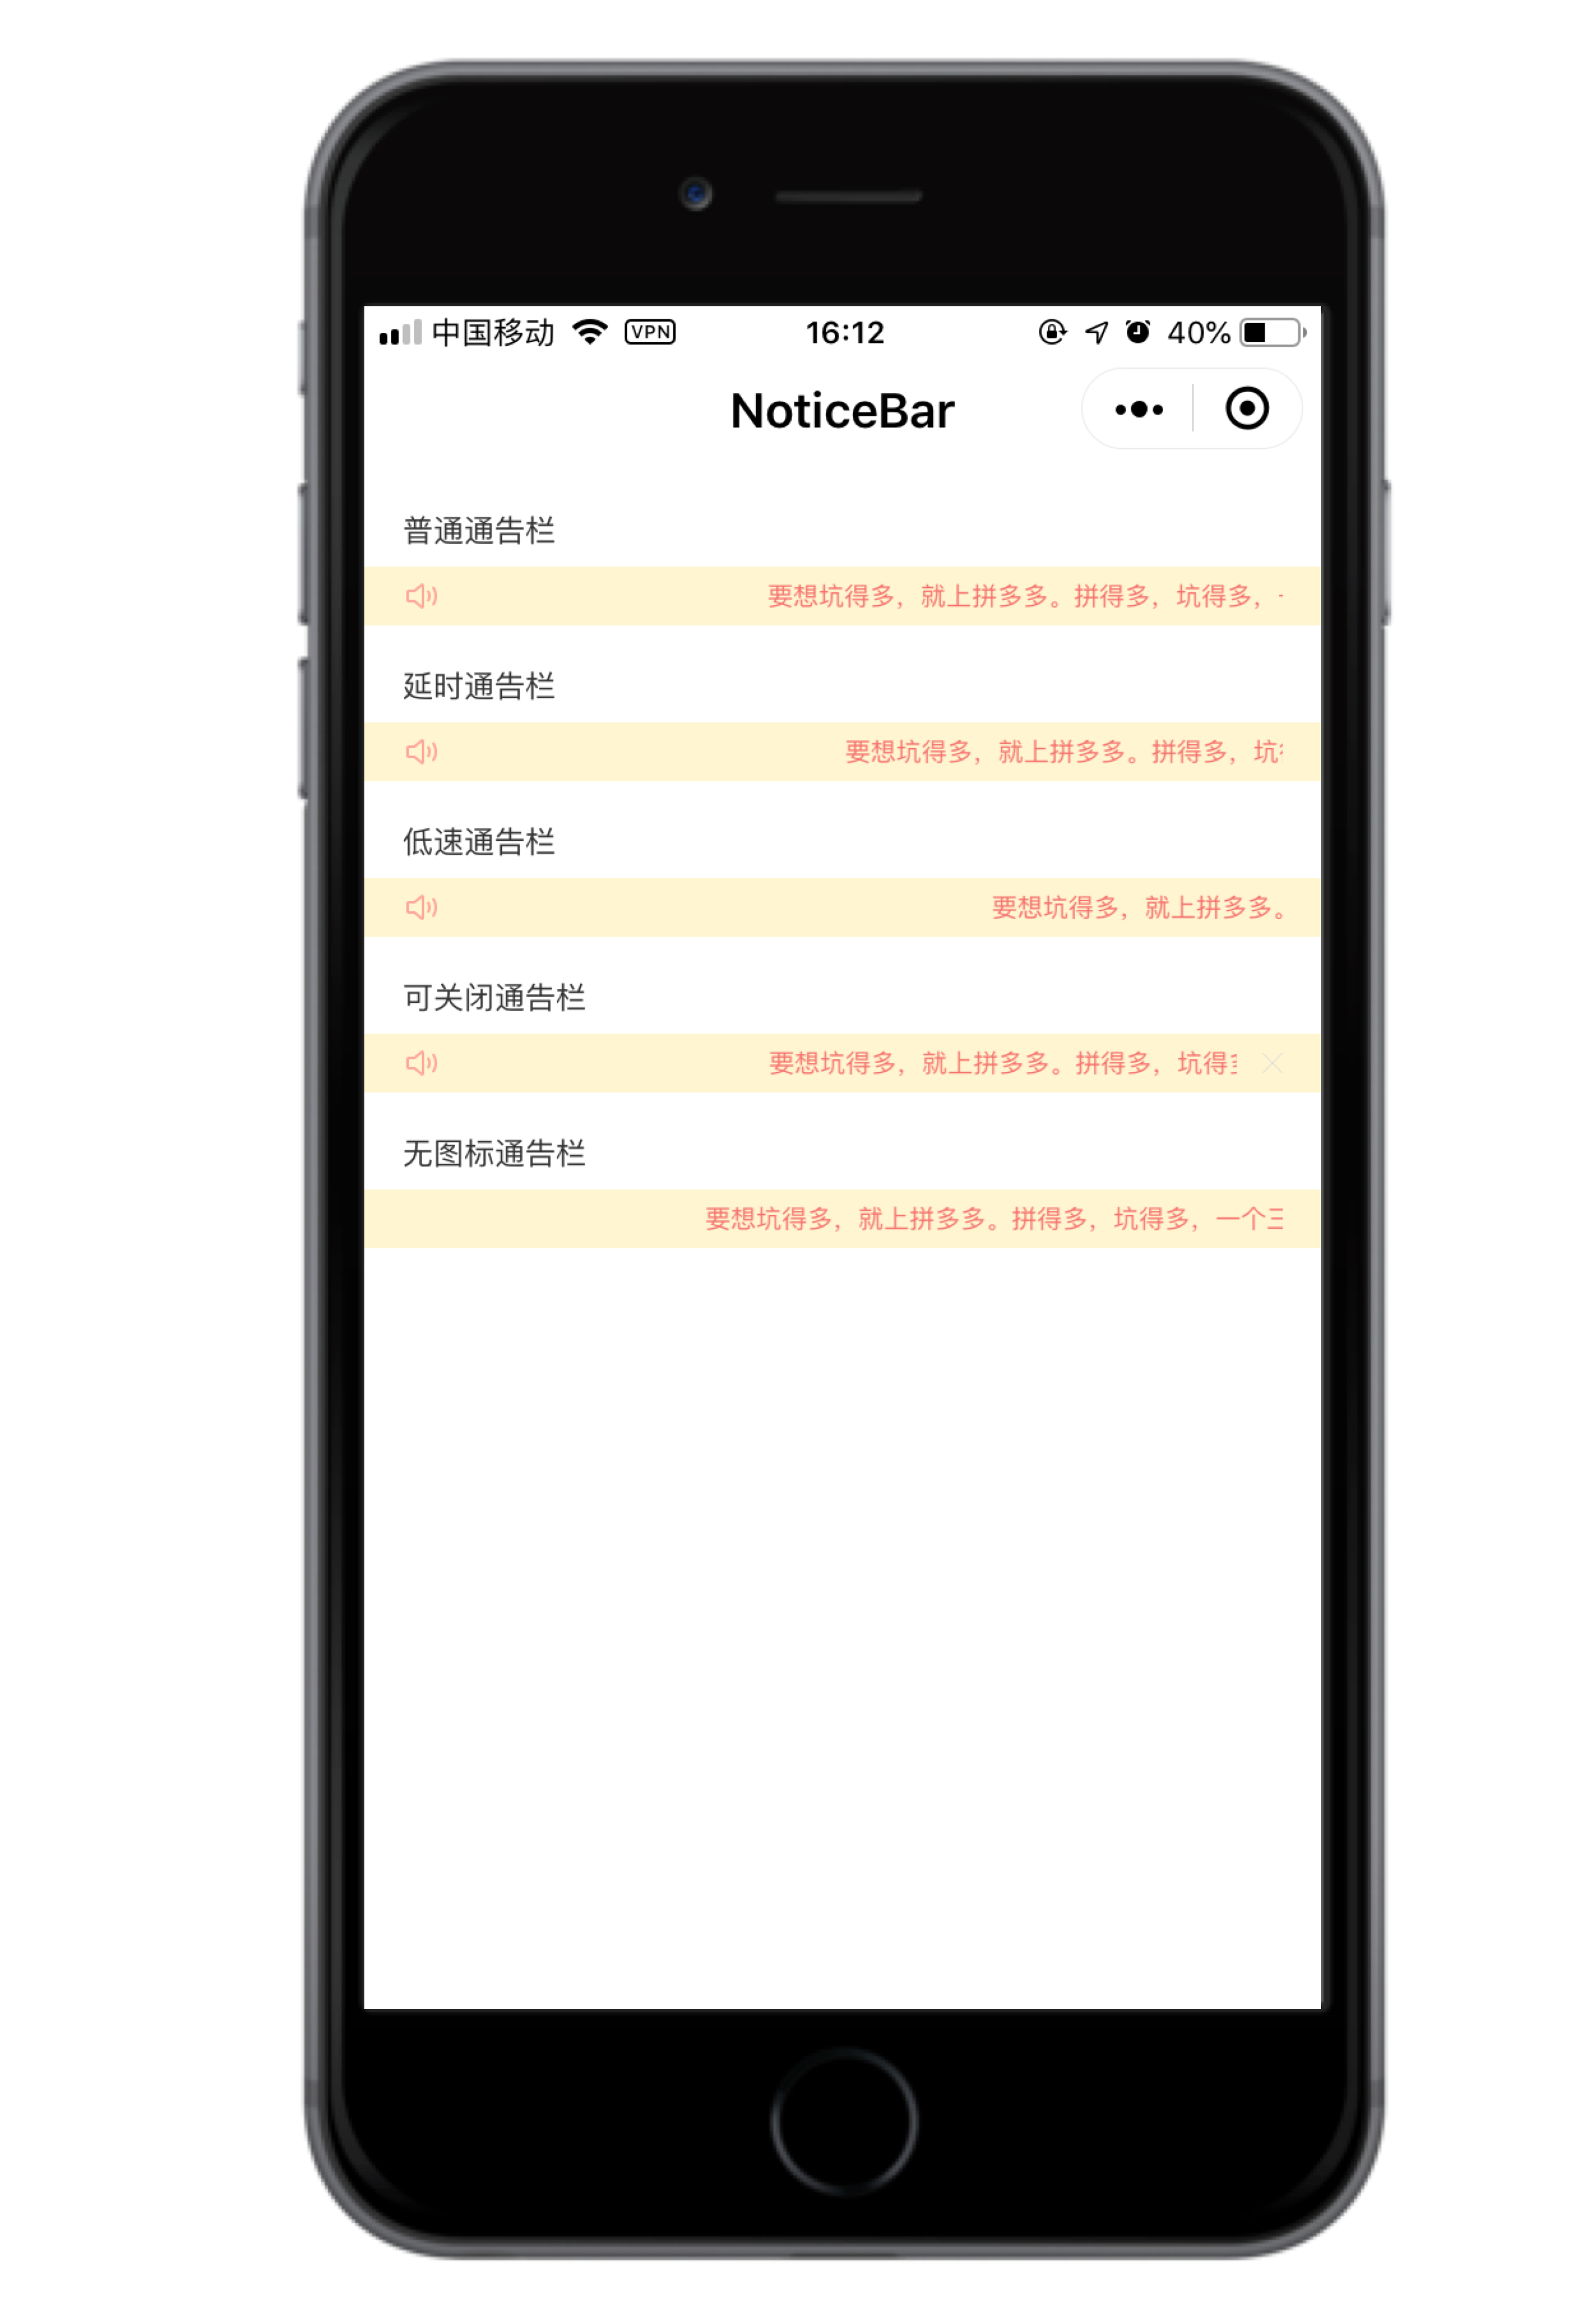 中国移动 VPN 16:12 40%
NoticeBar
普通通告栏
要想坑得多，就上拼多多。拼得多，坑得多，
延时通告栏
要想坑得多，就上拼多多。拼得多，坑
低速通告栏
要想坑得多，就上拼多多。
可关闭通告栏
要想坑得多，就上拼多多。拼得多，坑得
无图标通告栏
要想坑得多，就上拼多多。拼得多，坑得多，一个三